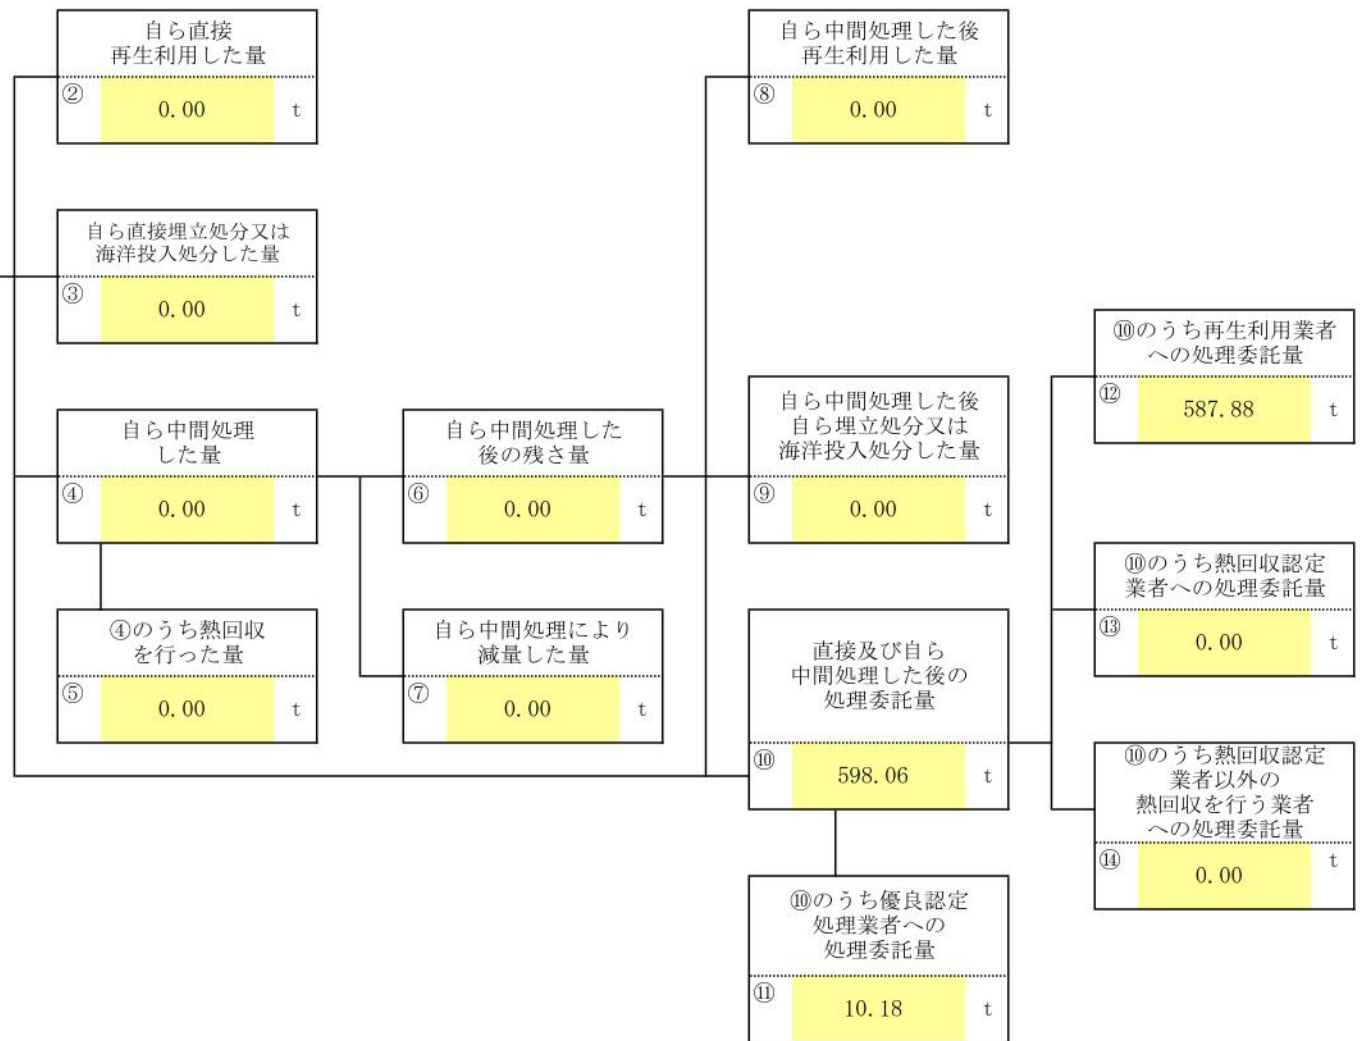 自ら直接
再生利用した量
② 0.00 t
自ら中間処理した後
再生利用した量
⑧ 0.00 t
自ら直接埋立処分又は
海洋投入処分した量
③ 0.00 t
⑩のうち再生利用業者
への処理委託量
⑫ 587.88 t
自ら中間処理
した量
④ 0.00 t
自ら中間処理した
後の残さ量
⑥ 0.00 t
自ら中間処理した後
自ら埋立処分又は
海洋投入処分した量
⑨ 0.00 t
⑩のうち熱回収認定
業者への処理委託量
⑬ 0.00 t
④のうち熱回収
を行った量
⑤ 0.00 t
自ら中間処理により
減量した量
⑦ 0.00 t
直接及び自ら
中間処理した後の
処理委託量
⑩ 598.06 t
⑩のうち熱回収認定
業者以外の
熱回収を行う業者
への処理委託量
⑭ 0.00 t
⑩のうち優良認定
処理業者への
処理委託量
⑪ 10.18 t